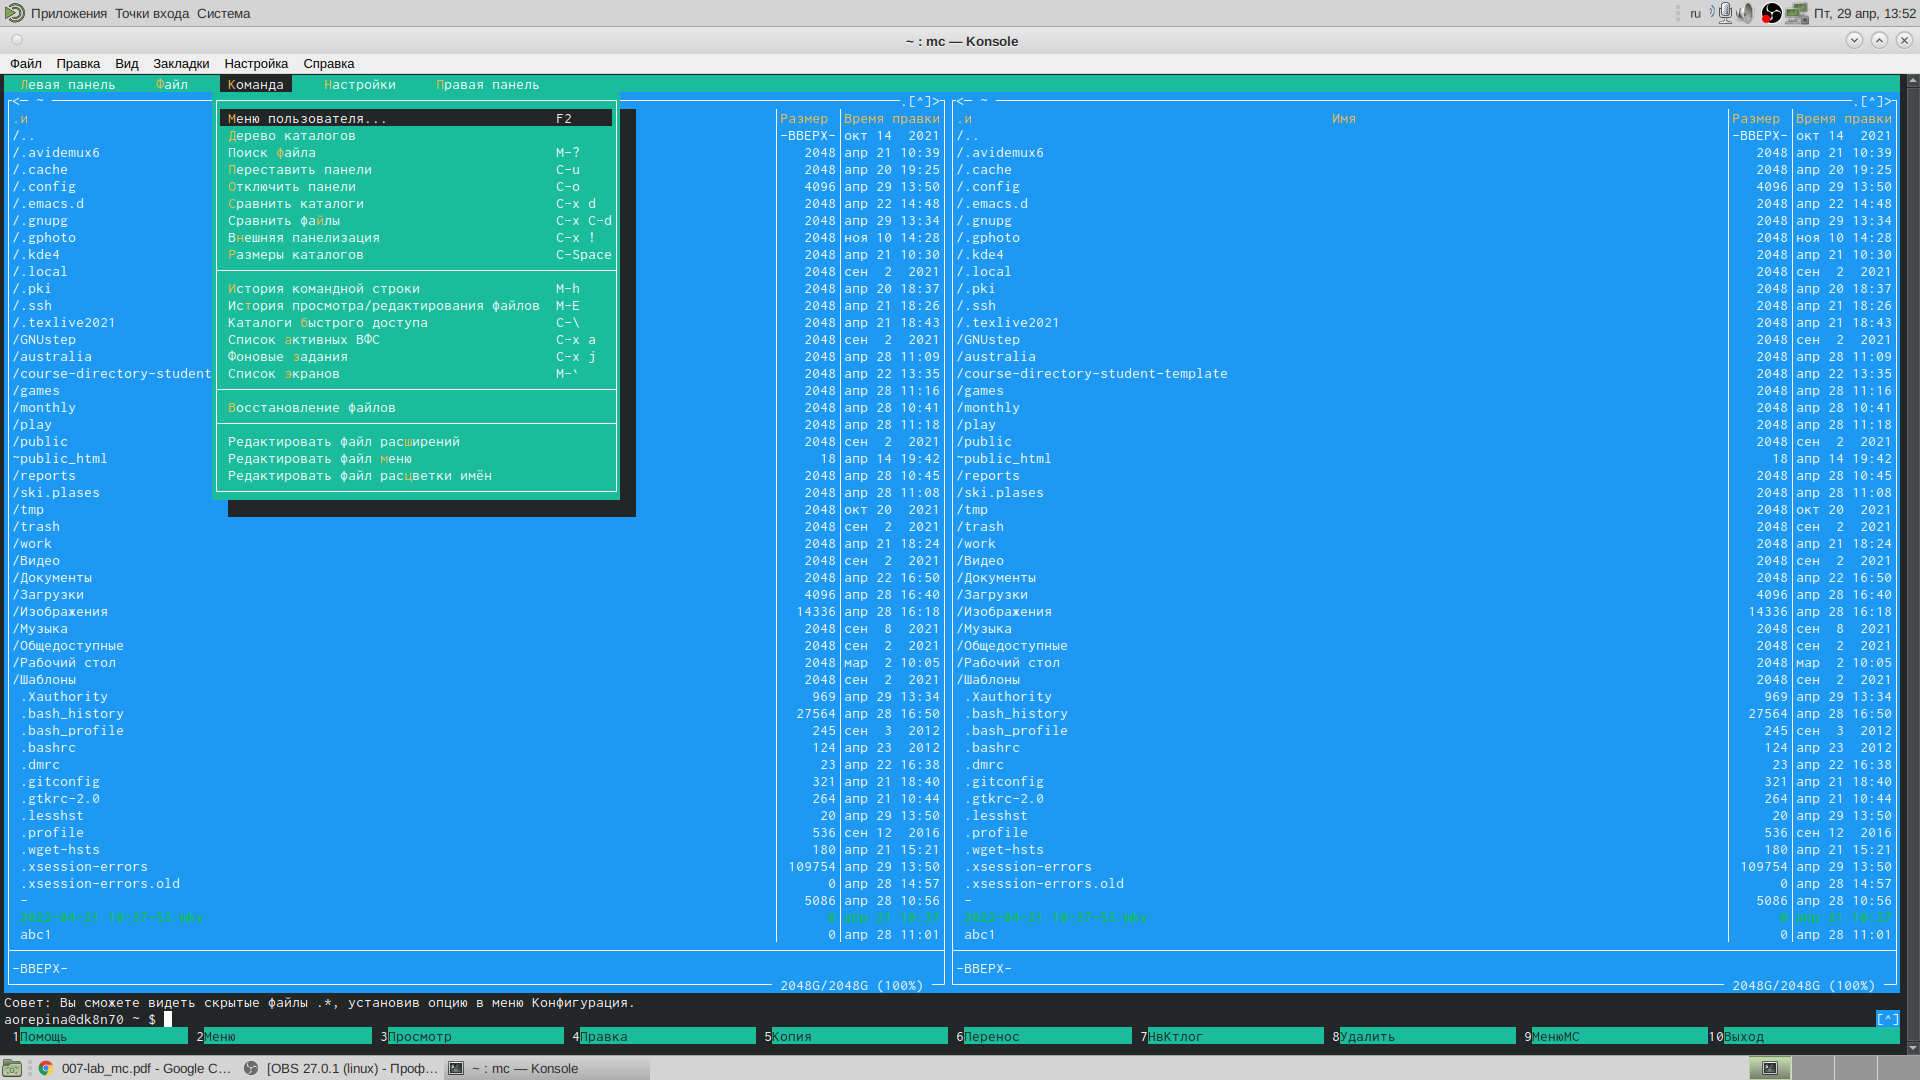 Приложения Точки входа Система
ru Пт, 29 апр, 13:52
~ : mc — Konsole
Файл Правка Вид Закладки Настройка Справка
Левая панель Файл Команда Настройки Правая панель
<─ ~ .[^]> <─ ~ .[^]>
.и Размер Время правки .и Имя Размер Время правки
Меню пользователя... F2
Дерево каталогов
Поиск файла M-?
Переставить панели C-u
Отключить панели C-o
Сравнить каталоги C-x d
Сравнить файлы C-x C-d
Внешняя панелизация C-x !
Размеры каталогов C-Space
История командной строки M-h
История просмотра/редактирования файлов M-E
Каталоги быстрого доступа C-\
Список активных ВФС C-x a
Фоновые задания C-x j
Список экранов M-`
Восстановление файлов
Редактировать файл расширений
Редактировать файл меню
Редактировать файл расцветки имён
/.. -ВВЕРХ- окт 14 2021 /.. -ВВЕРХ- окт 14 2021
/.avidemux6 2048 апр 21 10:39 /.avidemux6 2048 апр 21 10:39
/.cache 2048 апр 20 19:25 /.cache 2048 апр 20 19:25
/.config 4096 апр 29 13:50 /.config 4096 апр 29 13:50
/.emacs.d 2048 апр 22 14:48 /.emacs.d 2048 апр 22 14:48
/.gnupg 2048 апр 29 13:34 /.gnupg 2048 апр 29 13:34
/.gphoto 2048 ноя 10 14:28 /.gphoto 2048 ноя 10 14:28
/.kde4 2048 апр 21 10:30 /.kde4 2048 апр 21 10:30
/.local 2048 сен 2 2021 /.local 2048 сен 2 2021
/.pki 2048 апр 20 18:37 /.pki 2048 апр 20 18:37
/.ssh 2048 апр 21 18:26 /.ssh 2048 апр 21 18:26
/.texlive2021 2048 апр 21 18:43 /.texlive2021 2048 апр 21 18:43
/GNUstep 2048 сен 2 2021 /GNUstep 2048 сен 2 2021
/australia 2048 апр 28 11:09 /australia 2048 апр 28 11:09
/course-directory-student 2048 апр 22 13:35 /course-directory-student-template 2048 апр 22 13:35
/games 2048 апр 28 11:16 /games 2048 апр 28 11:16
/monthly 2048 апр 28 10:41 /monthly 2048 апр 28 10:41
/play 2048 апр 28 11:18 /play 2048 апр 28 11:18
/public 2048 сен 2 2021 /public 2048 сен 2 2021
~public_html 18 апр 14 19:42 ~public_html 18 апр 14 19:42
/reports 2048 апр 28 10:45 /reports 2048 апр 28 10:45
/ski.plases 2048 апр 28 11:08 /ski.plases 2048 апр 28 11:08
/tmp 2048 окт 20 2021 /tmp 2048 окт 20 2021
/trash 2048 сен 2 2021 /trash 2048 сен 2 2021
/work 2048 апр 21 18:24 /work 2048 апр 21 18:24
/Видео 2048 сен 2 2021 /Видео 2048 сен 2 2021
/Документы 2048 апр 22 16:50 /Документы 2048 апр 22 16:50
/Загрузки 4096 апр 28 16:40 /Загрузки 4096 апр 28 16:40
/Изображения 14336 апр 28 16:18 /Изображения 14336 апр 28 16:18
/Музыка 2048 сен 8 2021 /Музыка 2048 сен 8 2021
/Общедоступные 2048 сен 2 2021 /Общедоступные 2048 сен 2 2021
/Рабочий стол 2048 мар 2 10:05 /Рабочий стол 2048 мар 2 10:05
/Шаблоны 2048 сен 2 2021 /Шаблоны 2048 сен 2 2021
.Xauthority 969 апр 29 13:34 .Xauthority 969 апр 29 13:34
.bash_history 27564 апр 28 16:50 .bash_history 27564 апр 28 16:50
.bash_profile 245 сен 3 2012 .bash_profile 245 сен 3 2012
.bashrc 124 апр 23 2012 .bashrc 124 апр 23 2012
.dmrc 23 апр 22 16:38 .dmrc 23 апр 22 16:38
.gitconfig 321 апр 21 18:40 .gitconfig 321 апр 21 18:40
.gtkrc-2.0 264 апр 21 10:44 .gtkrc-2.0 264 апр 21 10:44
.lesshst 20 апр 29 13:50 .lesshst 20 апр 29 13:50
.profile 536 сен 12 2016 .profile 536 сен 12 2016
.wget-hsts 180 апр 21 15:21 .wget-hsts 180 апр 21 15:21
.xsession-errors 109754 апр 29 13:50 .xsession-errors 109754 апр 29 13:50
.xsession-errors.old 0 апр 28 14:57 .xsession-errors.old 0 апр 28 14:57
- 5086 апр 28 10:56 - 5086 апр 28 10:56
abc1 0 апр 28 11:01 abc1 0 апр 28 11:01
-ВВЕРХ- -ВВЕРХ-
2048G/2048G (100%) 2048G/2048G (100%)
Совет: Вы сможете видеть скрытые файлы .*, установив опцию в меню Конфигурация.
aorepina@dk8n70 ~ $ [^]
1Помощь 2Меню 3Просмотр 4Правка 5Копия 6Перенос 7НвКтлог 8Удалить 9МенюМС 10Выход
007-lab_mc.pdf - Google C... [OBS 27.0.1 (linux) - Проф... ~ : mc — Konsole